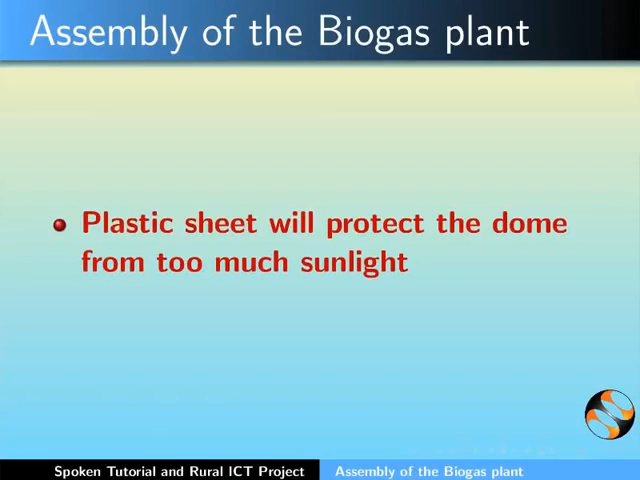 Assembly of the Biogas plant
Plastic sheet will protect the dome
from too much sunlight
Spoken Tutorial and Rural ICT Project
Assembly of the Biogas plant